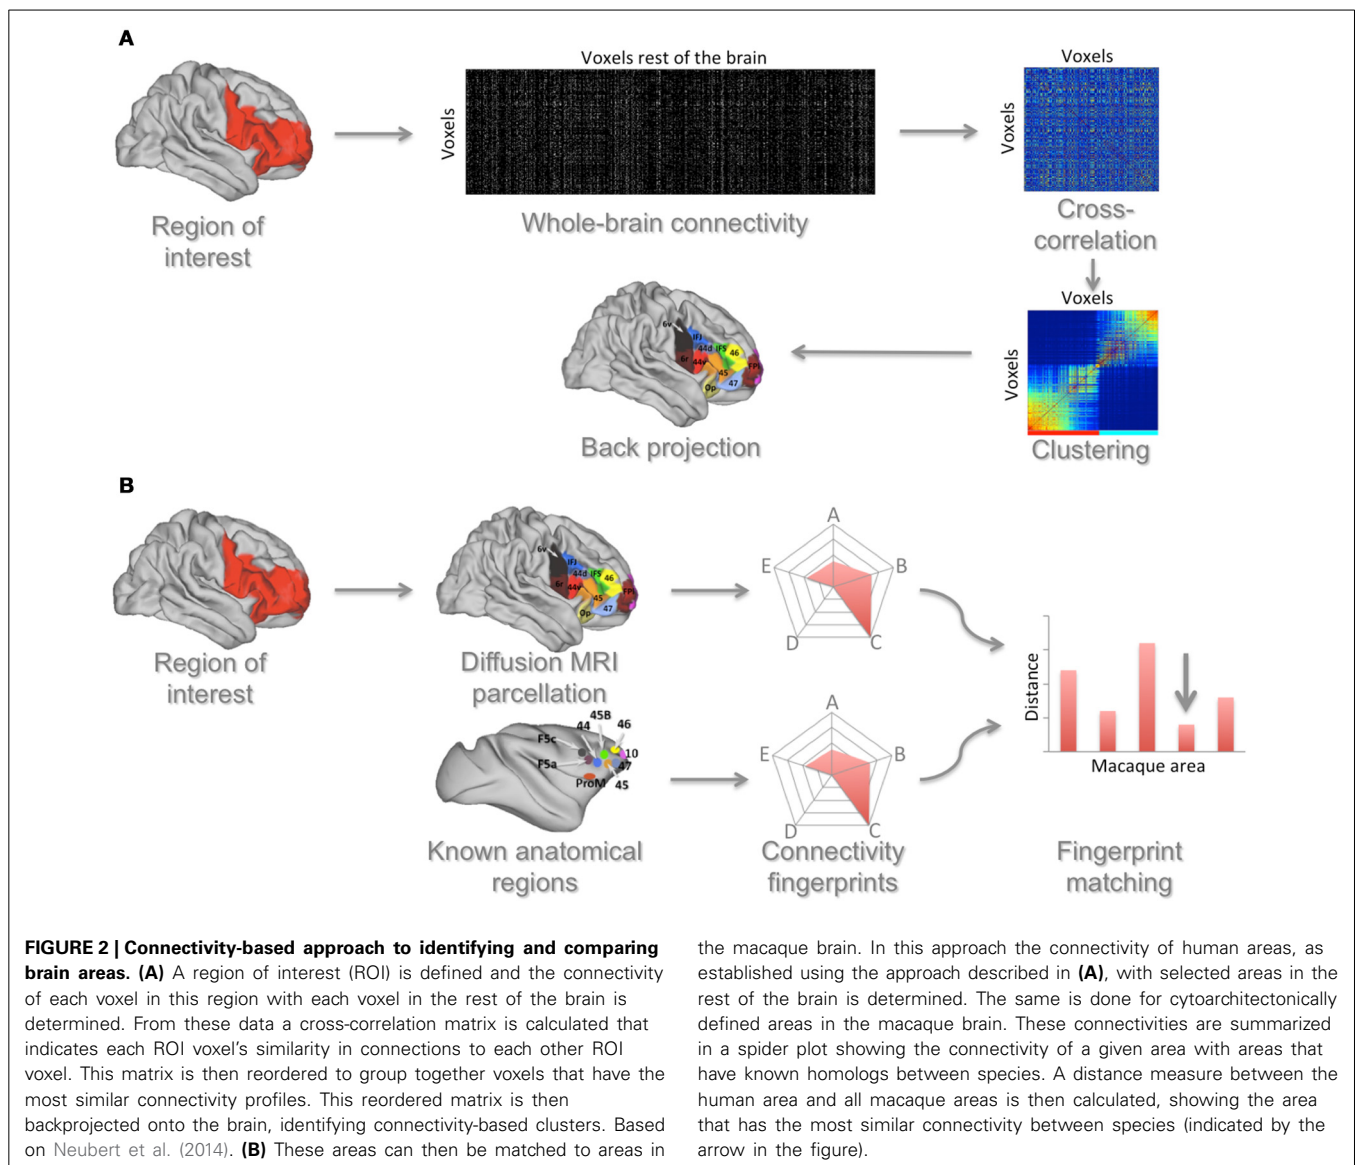 A
Voxels rest of the brain
Voxels
Voxels
Voxels
Region of
interest
Whole-brain connectivity
Cross-
correlation
Voxels
Voxels
6v
IFJ
44d
IFS
46
6r
44v
45
FPl
47
Op
Back projection
Clustering
B
A
B
C
D
E
6v
IFJ
44d
IFS
46
6r
44v
45
FPl
47
Op
Region of
interest
Diffusion MRI
parcellation
Distance
Macaque area
45B
44
46
F5c
10
F5a
47
ProM
45
A
B
C
D
E
Known anatomical
regions
Connectivity
fingerprints
Fingerprint
matching
FIGURE 2 | Connectivity-based approach to identifying and comparing
brain areas. (A) A region of interest (ROI) is defined and the connectivity
of each voxel in this region with each voxel in the rest of the brain is
determined. From these data a cross-correlation matrix is calculated that
indicates each ROI voxel's similarity in connections to each other ROI
voxel. This matrix is then reordered to group together voxels that have the
most similar connectivity profiles. This reordered matrix is then
backprojected onto the brain, identifying connectivity-based clusters. Based
on Neubert et al. (2014). (B) These areas can then be matched to areas in
the macaque brain. In this approach the connectivity of human areas, as
established using the approach described in (A), with selected areas in the
rest of the brain is determined. The same is done for cytoarchitectonically
defined areas in the macaque brain. These connectivities are summarized
in a spider plot showing the connectivity of a given area with areas that
have known homologs between species. A distance measure between the
human area and all macaque areas is then calculated, showing the area
that has the most similar connectivity between species (indicated by the
arrow in the figure).